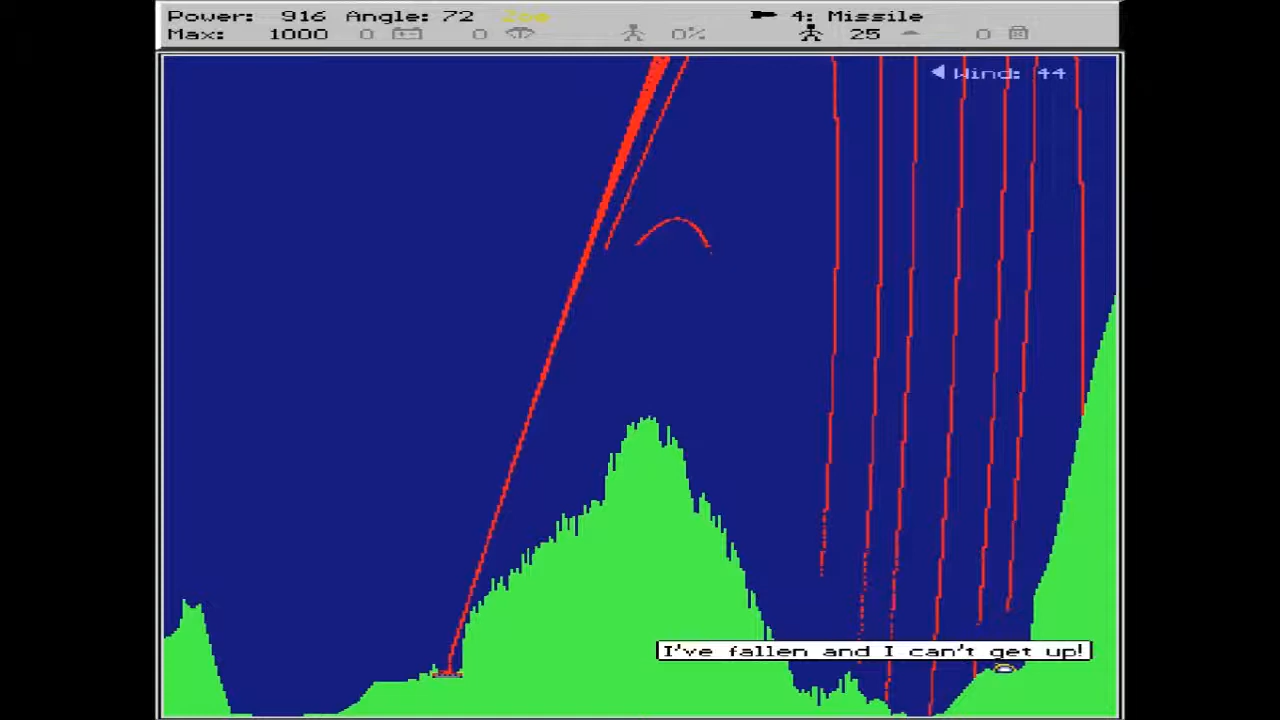 Power: 916 Angle: 72 Zoe 4: Missile
Max: 1000 0 0 0% 25 0
Wind: 44
I've fallen and I can't get up!